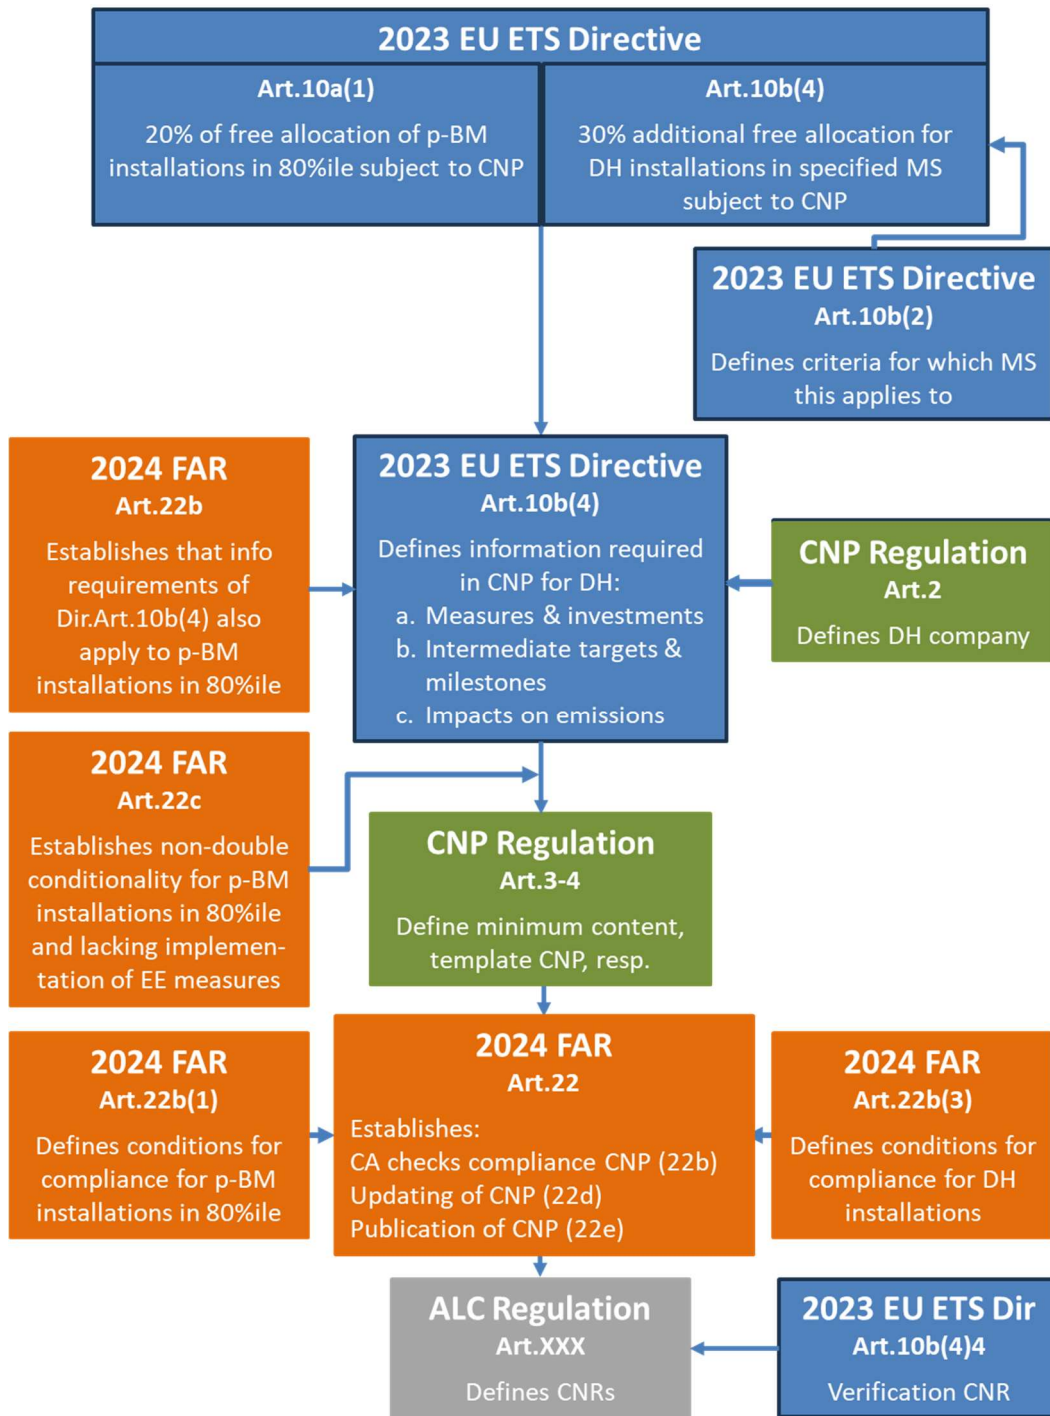 2023 EU ETS Directive
Art.10a(1)
20% of free allocation of p-BM
installations in 80%ile subject to CNP
Art.10b(4)
30% additional free allocation for
DH installations in specified MS
subject to CNP
2023 EU ETS Directive
Art.10b(2)
Defines criteria for which MS
this applies to
2024 FAR
Art.22b
Establishes that info
requirements of
Dir.Art.10b(4) also
apply to p-BM
installations in 80%ile
2023 EU ETS Directive
Art.10b(4)
Defines information required
in CNP for DH:
a. Measures & investments
b. Intermediate targets &
milestones
c. Impacts on emissions
CNP Regulation
Art.2
Defines DH company
2024 FAR
Art.22c
Establishes non-double
conditionality for p-BM
installations in 80%ile
and lacking implemen-
tation of EE measures
CNP Regulation
Art.3-4
Define minimum content,
template CNP, resp.
2024 FAR
Art.22b(1)
Defines conditions for
compliance for p-BM
installations in 80%ile
2024 FAR
Art.22
Establishes:
CA checks compliance CNP (22b)
Updating of CNP (22d)
Publication of CNP (22e)
2024 FAR
Art.22b(3)
Defines conditions for
compliance for DH
installations
ALC Regulation
Art.XXX
Defines CNRs
2023 EU ETS Dir
Art.10b(4)4
Verification CNR